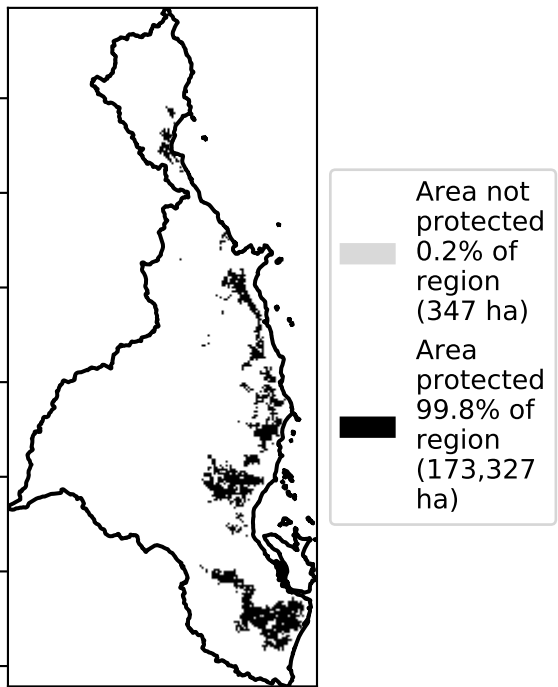 Area not
protected
0.2% of
region
(347 ha)
Area
protected
99.8% of
region
(173,327
ha)